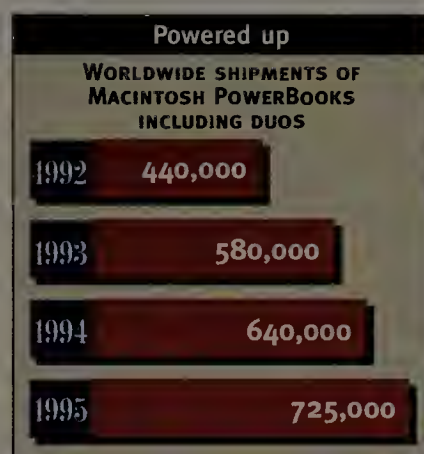 Powered up
WORLDWIDE SHIPMENTS OF
MACINTOSH POWERBOOKS
INCLUDING DUOS
1992 440,000
1993 580,000
1994 640,000
1995 725,000